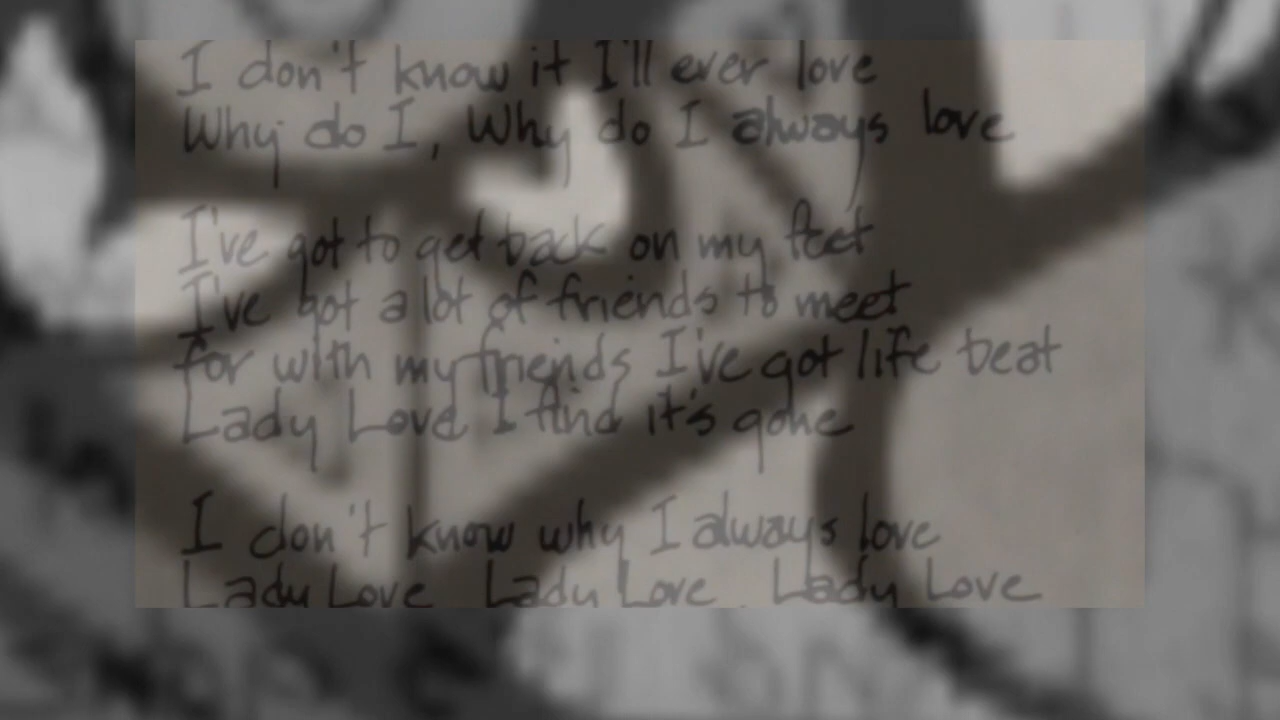 I don't know if I'll ever love
Why do I, Why do I always love
I've got to get back on my feet
I've got a lot of friends to meet
for with my friends I've got life beat
Lady Love I find it's gone
I don't know why I always love
Lady Love, Lady Love, Lady Love